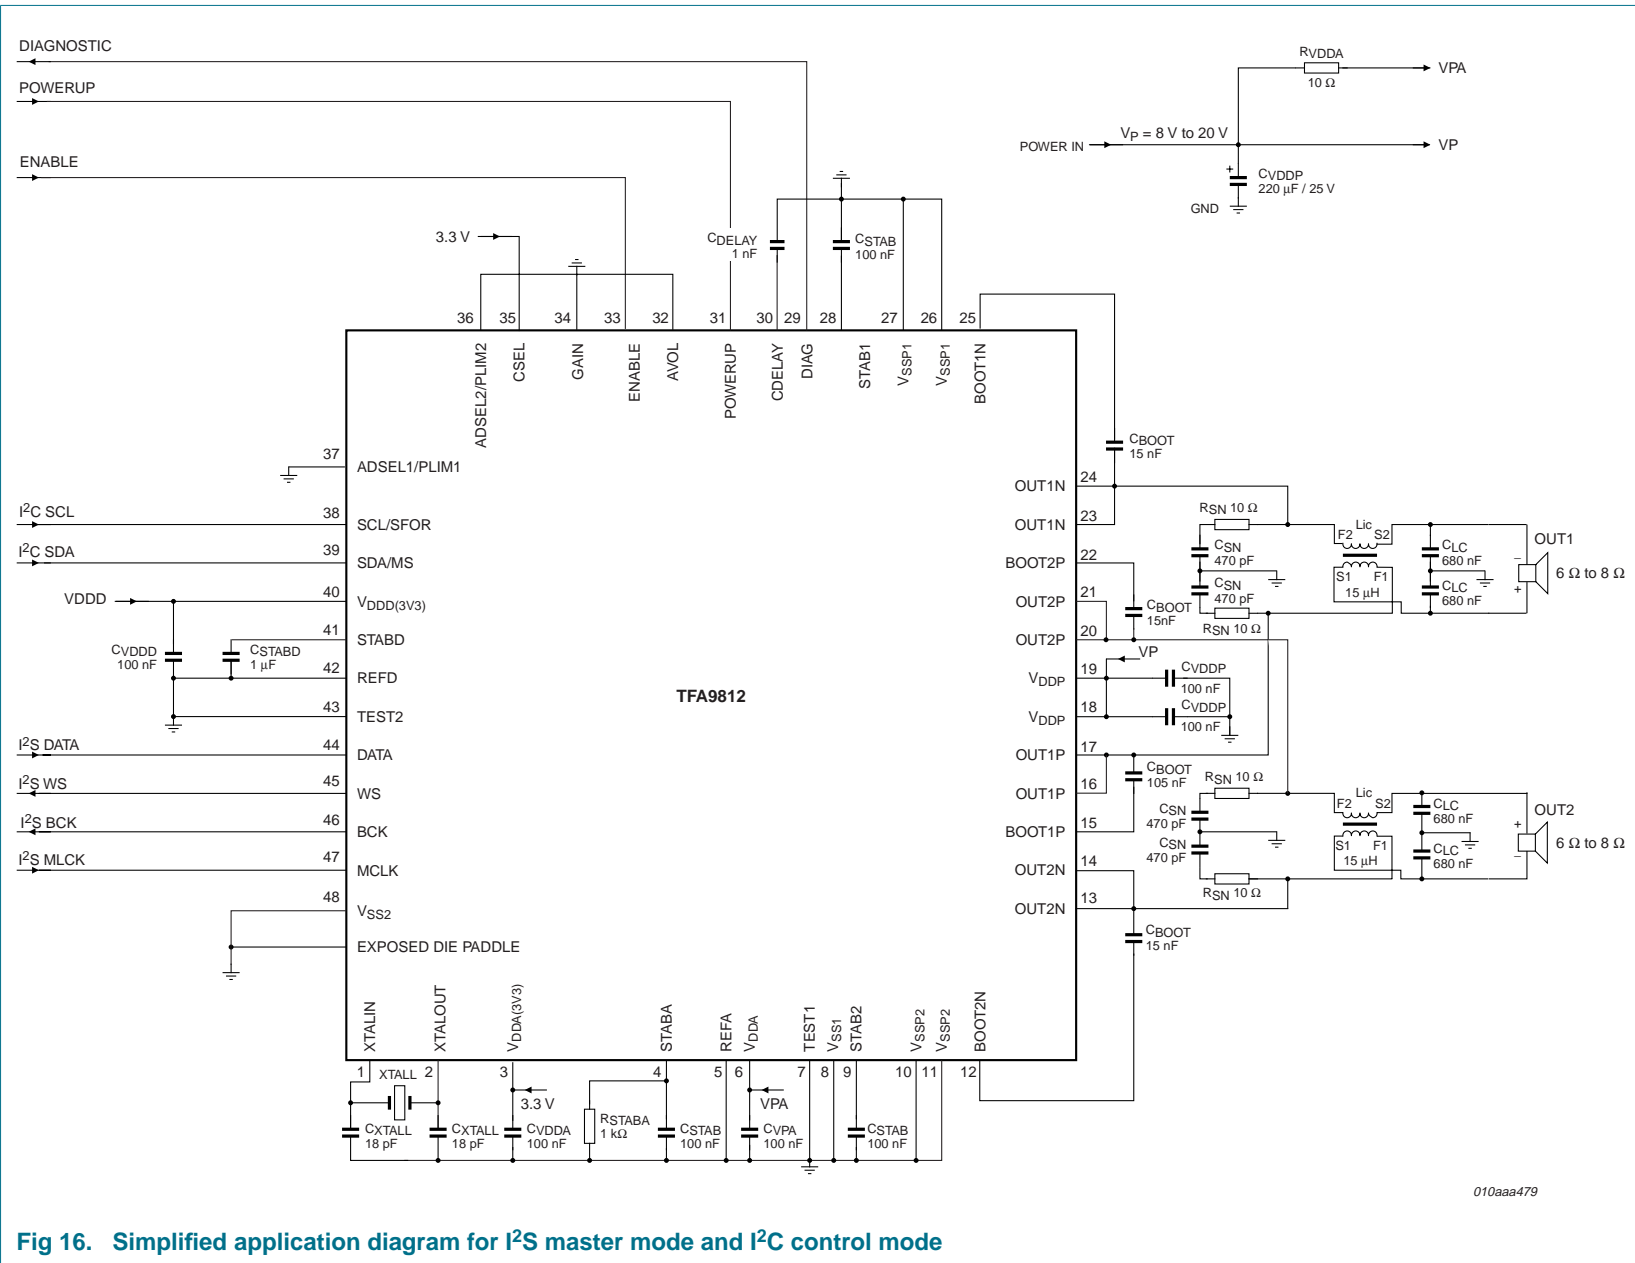 DIAGNOSTIC
POWERUP
ENABLE
RVDDA
10 Ω
VPA
POWER IN
VP = 8 V to 20 V
VP
+
CVDDP
220 μF / 25 V
GND
3.3 V
CDELAY
1 nF
CSTAB
100 nF
36 35 34 33 32 31 30 29 28 27 26 25
ADSEL2/PLIM2
CSEL
GAIN
ENABLE
AVOL
POWERUP
CDELAY
DIAG
STAB1
VSSP1
VSSP1
BOOT1N
37
ADSEL1/PLIM1
I2C SCL
38
SCL/SFOR
I2C SDA
39
SDA/MS
VDDD
40
VDDD(3V3)
41
STABD
CVDDD
100 nF
CSTABD
1 μF
42
REFD
43
TEST2
I2S DATA
44
DATA
I2S WS
45
WS
I2S BCK
46
BCK
I2S MLCK
47
MCLK
48
VSS2
EXPOSED DIE PADDLE
TFA9812
CBOOT
15 nF
OUT1N
24
OUT1N
23
BOOT2P
22
OUT2P
21
OUT2P
20
CBOOT
15nF
VP
VDDP
19
CVDDP
100 nF
VDDP
18
CVDDP
100 nF
OUT1P
17
OUT1P
16
CBOOT
105 nF
BOOT1P
15
OUT2N
14
OUT2N
13
CBOOT
15 nF
RSN 10 Ω
CSN
470 pF
CSN
470 pF
RSN 10 Ω
Lic
F2 S2
S1 F1
15 μH
CLC
680 nF
CLC
680 nF
OUT1
−
+
6 Ω to 8 Ω
RSN 10 Ω
CSN
470 pF
CSN
470 pF
RSN 10 Ω
Lic
F2 S2
S1 F1
15 μH
CLC
680 nF
CLC
680 nF
OUT2
+
−
6 Ω to 8 Ω
XTALIN
XTALOUT
VDDA(3V3)
STABA
REFA
VDDA
TEST1
VSS1
STAB2
VSSP2
VSSP2
BOOT2N
1 2 3 4 5 6 7 8 9 10 11 12
XTALL
3.3 V
VPA
CXTALL
18 pF
CXTALL
18 pF
CVDDA
100 nF
RSTABA
1 kΩ
CSTAB
100 nF
CVPA
100 nF
CSTAB
100 nF
010aaa479
Fig 16. Simplified application diagram for I2S master mode and I2C control mode